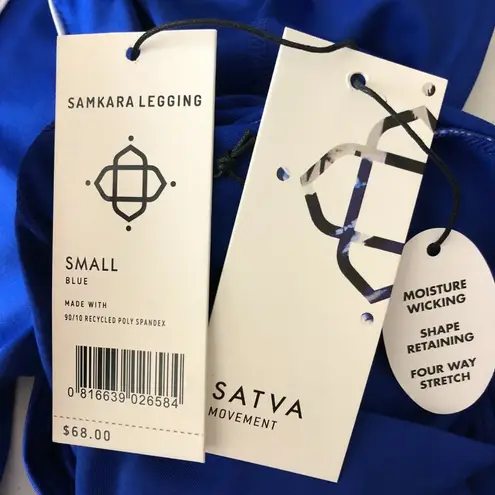 SAMKARA LEGGING
SMALL
BLUE
MADE WITH
90/10 RECYCLED POLY SPANDEX
0 816639 026584
$68.00
SATVA
MOVEMENT
MOISTURE
WICKING
SHAPE
RETAINING
FOUR WAY
STRETCH